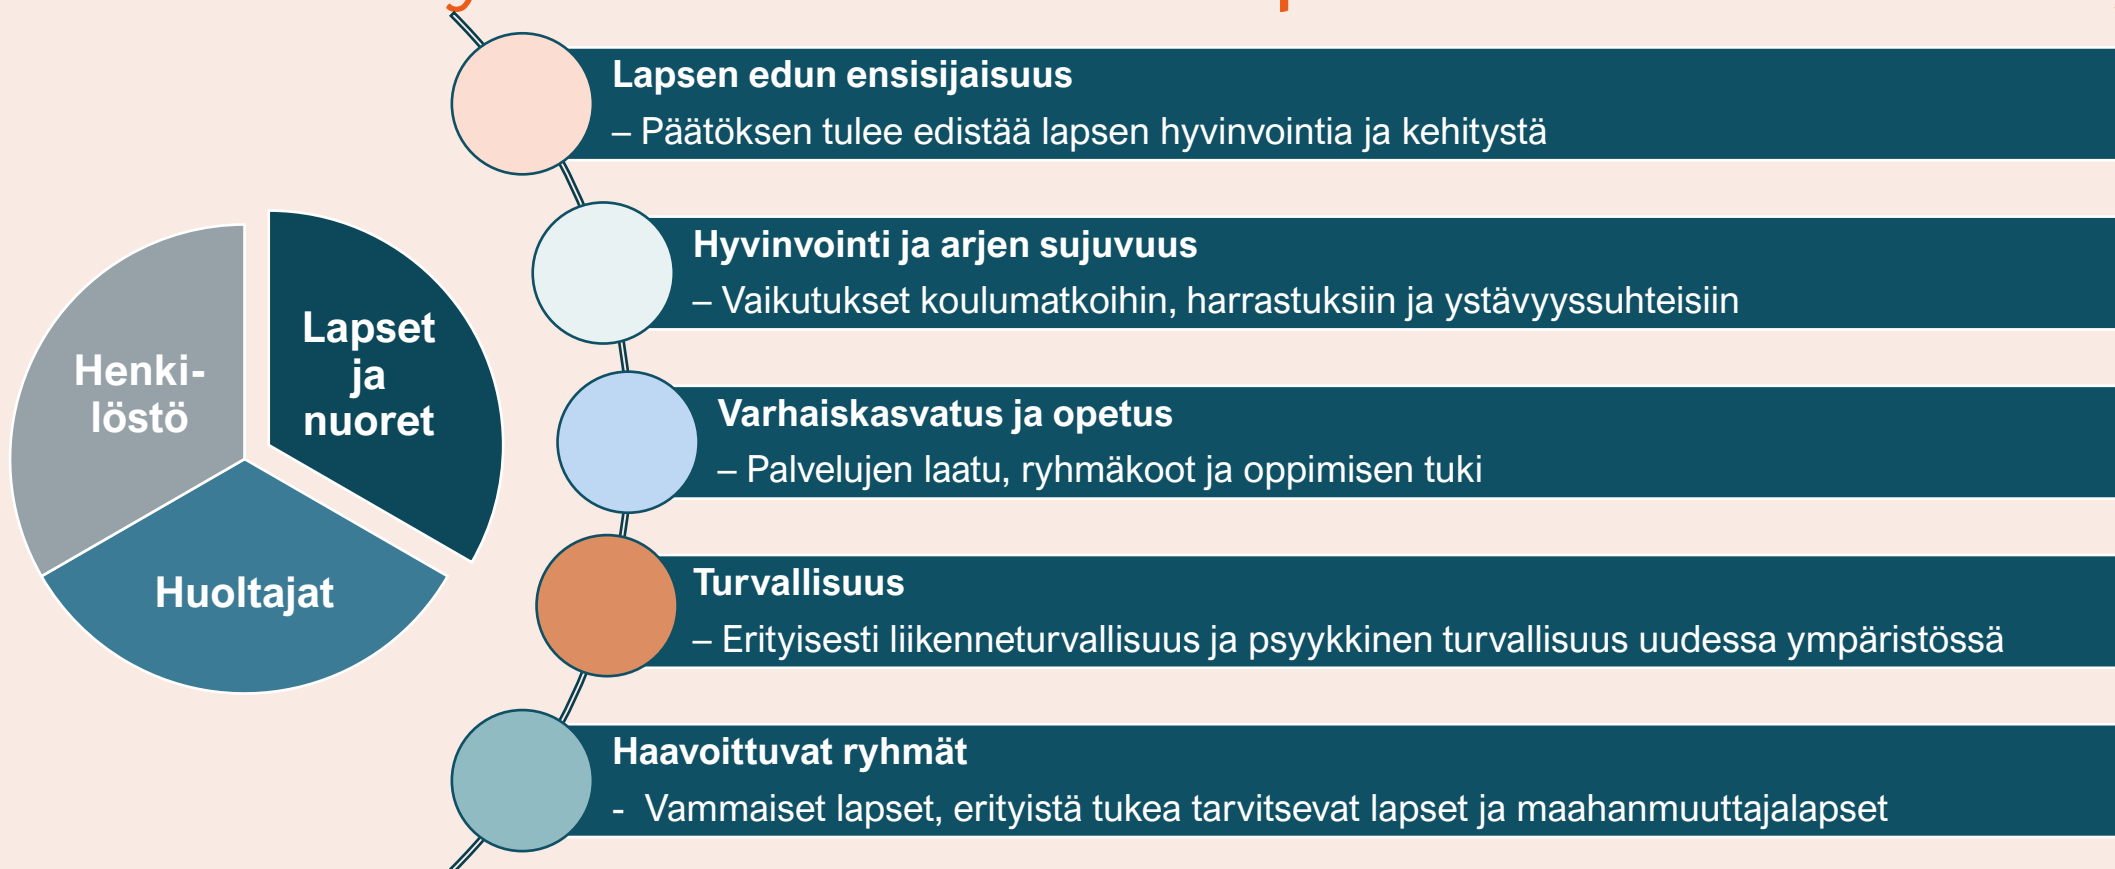 Lapsen edun ensisijaisuus
– Päätöksen tulee edistää lapsen hyvinvointia ja kehitystä
Hyvinvointi ja arjen sujuvuus
– Vaikutukset koulumatkoihin, harrastuksiin ja ystävyyssuhteisiin
Lapset
ja
nuoret
Henki-
löstö
Huoltajat
Varhaiskasvatus ja opetus
– Palvelujen laatu, ryhmäkoot ja oppimisen tuki
Turvallisuus
– Erityisesti liikenneturvallisuus ja psyykkinen turvallisuus uudessa ympäristössä
Haavoittuvat ryhmät
- Vammaiset lapset, erityistä tukea tarvitsevat lapset ja maahanmuuttajalapset